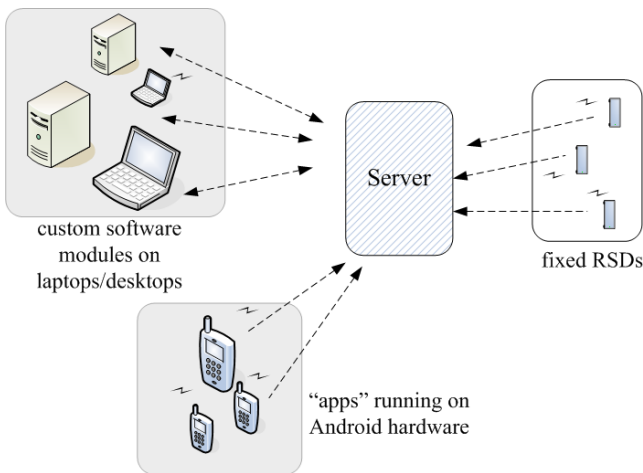 Server
custom software
modules on
laptops/desktops
fixed RSDs
“apps” running on
Android hardware